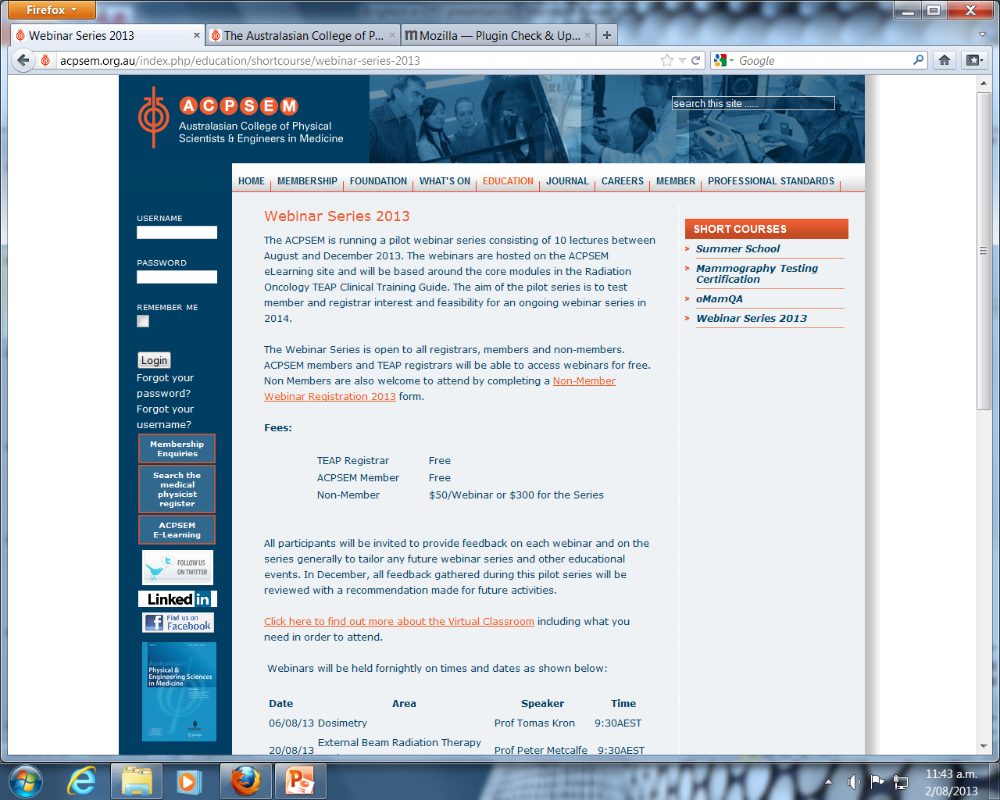 Firefox
Webinar Series 2013
The Australasian College of P...
Mozilla — Plugin Check & Up...
acpsem.org.au/index.php/education/shortcourse/webinar-series-2013
Google
ACPSEM
Australasian College of Physical
Scientists & Engineers in Medicine
search this site ......
HOME
MEMBERSHIP
FOUNDATION
WHAT'S ON
EDUCATION
JOURNAL
CAREERS
MEMBER
PROFESSIONAL STANDARDS
USERNAME
PASSWORD
REMEMBER ME
Login
Forgot your
password?
Forgot your
username?
Membership
Enquiries
Search the
medical
physicist
register
ACPSEM
E-Learning
FOLLOW US
ON TWITTER
Linked in
Find us on
Facebook
Australasian
Physical &
Engineering Sciences
in Medicine
Webinar Series 2013
The ACPSEM is running a pilot webinar series consisting of 10 lectures between
August and December 2013. The webinars are hosted on the ACPSEM
eLearning site and will be based around the core modules in the Radiation
Oncology TEAP Clinical Training Guide. The aim of the pilot series is to test
member and registrar interest and feasibility for an ongoing webinar series in
2014.
The Webinar Series is open to all registrars, members and non-members.
ACPSEM members and TEAP registrars will be able to access webinars for free.
Non Members are also welcome to attend by completing a Non-Member
Webinar Registration 2013 form.
Fees:
TEAP Registrar Free
ACPSEM Member Free
Non-Member $50/Webinar or $300 for the Series
All participants will be invited to provide feedback on each webinar and on the
series generally to tailor any future webinar series and other educational
events. In December, all feedback gathered during this pilot series will be
reviewed with a recommendation made for future activities.
Click here to find out more about the Virtual Classroom including what you
need in order to attend.
Webinars will be held fornightly on times and dates as shown below:
Date Area Speaker Time
06/08/13 Dosimetry Prof Tomas Kron 9:30AEST
External Beam Radiation Therapy
20/08/13 Prof Peter Metcalfe 9:30AEST
SHORT COURSES
Summer School
Mammography Testing
Certification
oMamQA
Webinar Series 2013
11:43 a.m.
2/08/2013